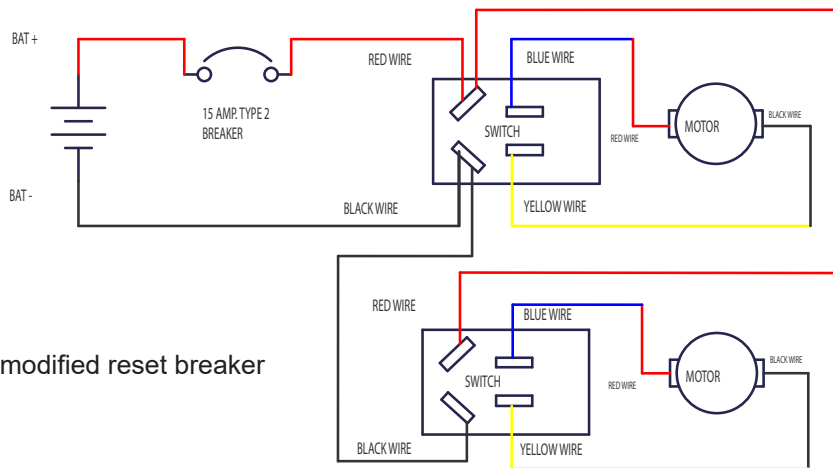 BAT +
RED WIRE
BLUE WIRE
15 AMP. TYPE 2
BREAKER
SWITCH
RED WIRE
MOTOR
BLACK WIRE
BAT -
BLACK WIRE
YELLOW WIRE
RED WIRE
BLUE WIRE
modified reset breaker
SWITCH
RED WIRE
MOTOR
BLACK WIRE
BLACK WIRE
YELLOW WIRE